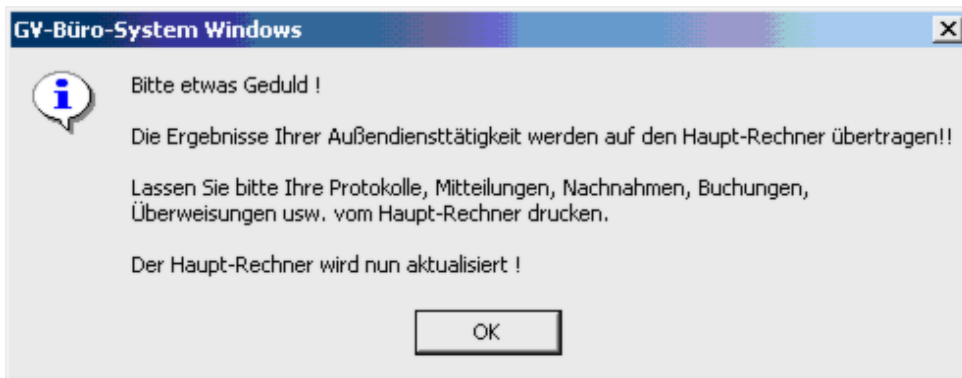 GV-Büro-System Windows
Bitte etwas Geduld !
Die Ergebnisse Ihrer Außendiensttätigkeit werden auf den Haupt-Rechner übertragen!!
Lassen Sie bitte Ihre Protokolle, Mitteilungen, Nachnahmen, Buchungen,
Überweisungen usw. vom Haupt-Rechner drucken.
Der Haupt-Rechner wird nun aktualisiert !
OK